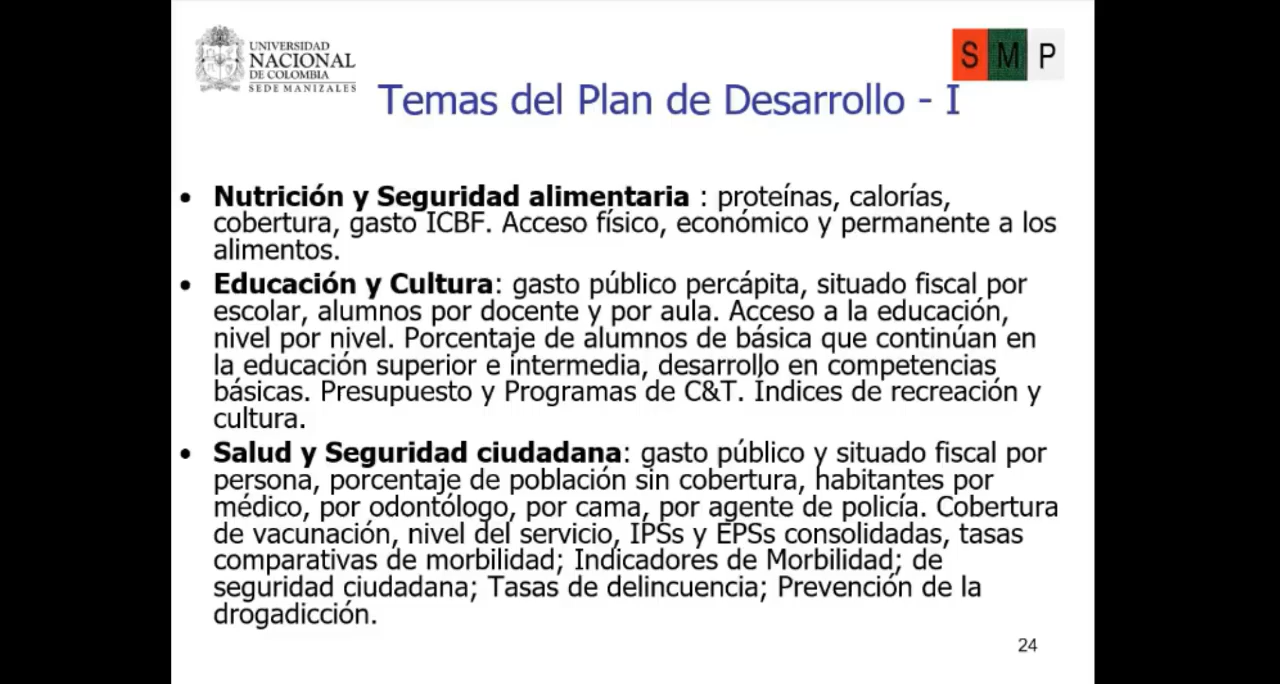 UNIVERSIDAD
NACIONAL
DE COLOMBIA
SEDE MANIZALES
S M P
Temas del Plan de Desarrollo - I
• Nutrición y Seguridad alimentaria : proteínas, calorías,
cobertura, gasto ICBF. Acceso físico, económico y permanente a los
alimentos.
• Educación y Cultura: gasto público percápita, situado fiscal por
escolar, alumnos por docente y por aula. Acceso a la educación,
nivel por nivel. Porcentaje de alumnos de básica que continúan en
la educación superior e intermedia, desarrollo en competencias
básicas. Presupuesto y Programas de C&T. Índices de recreación y
cultura.
• Salud y Seguridad ciudadana: gasto público y situado fiscal por
persona, porcentaje de población sin cobertura, habitantes por
médico, por odontólogo, por cama, por agente de policía. Cobertura
de vacunación, nivel del servicio, IPSs y EPSs consolidadas, tasas
comparativas de morbilidad; Indicadores de Morbilidad; de
seguridad ciudadana; Tasas de delincuencia; Prevención de la
drogadicción.
24